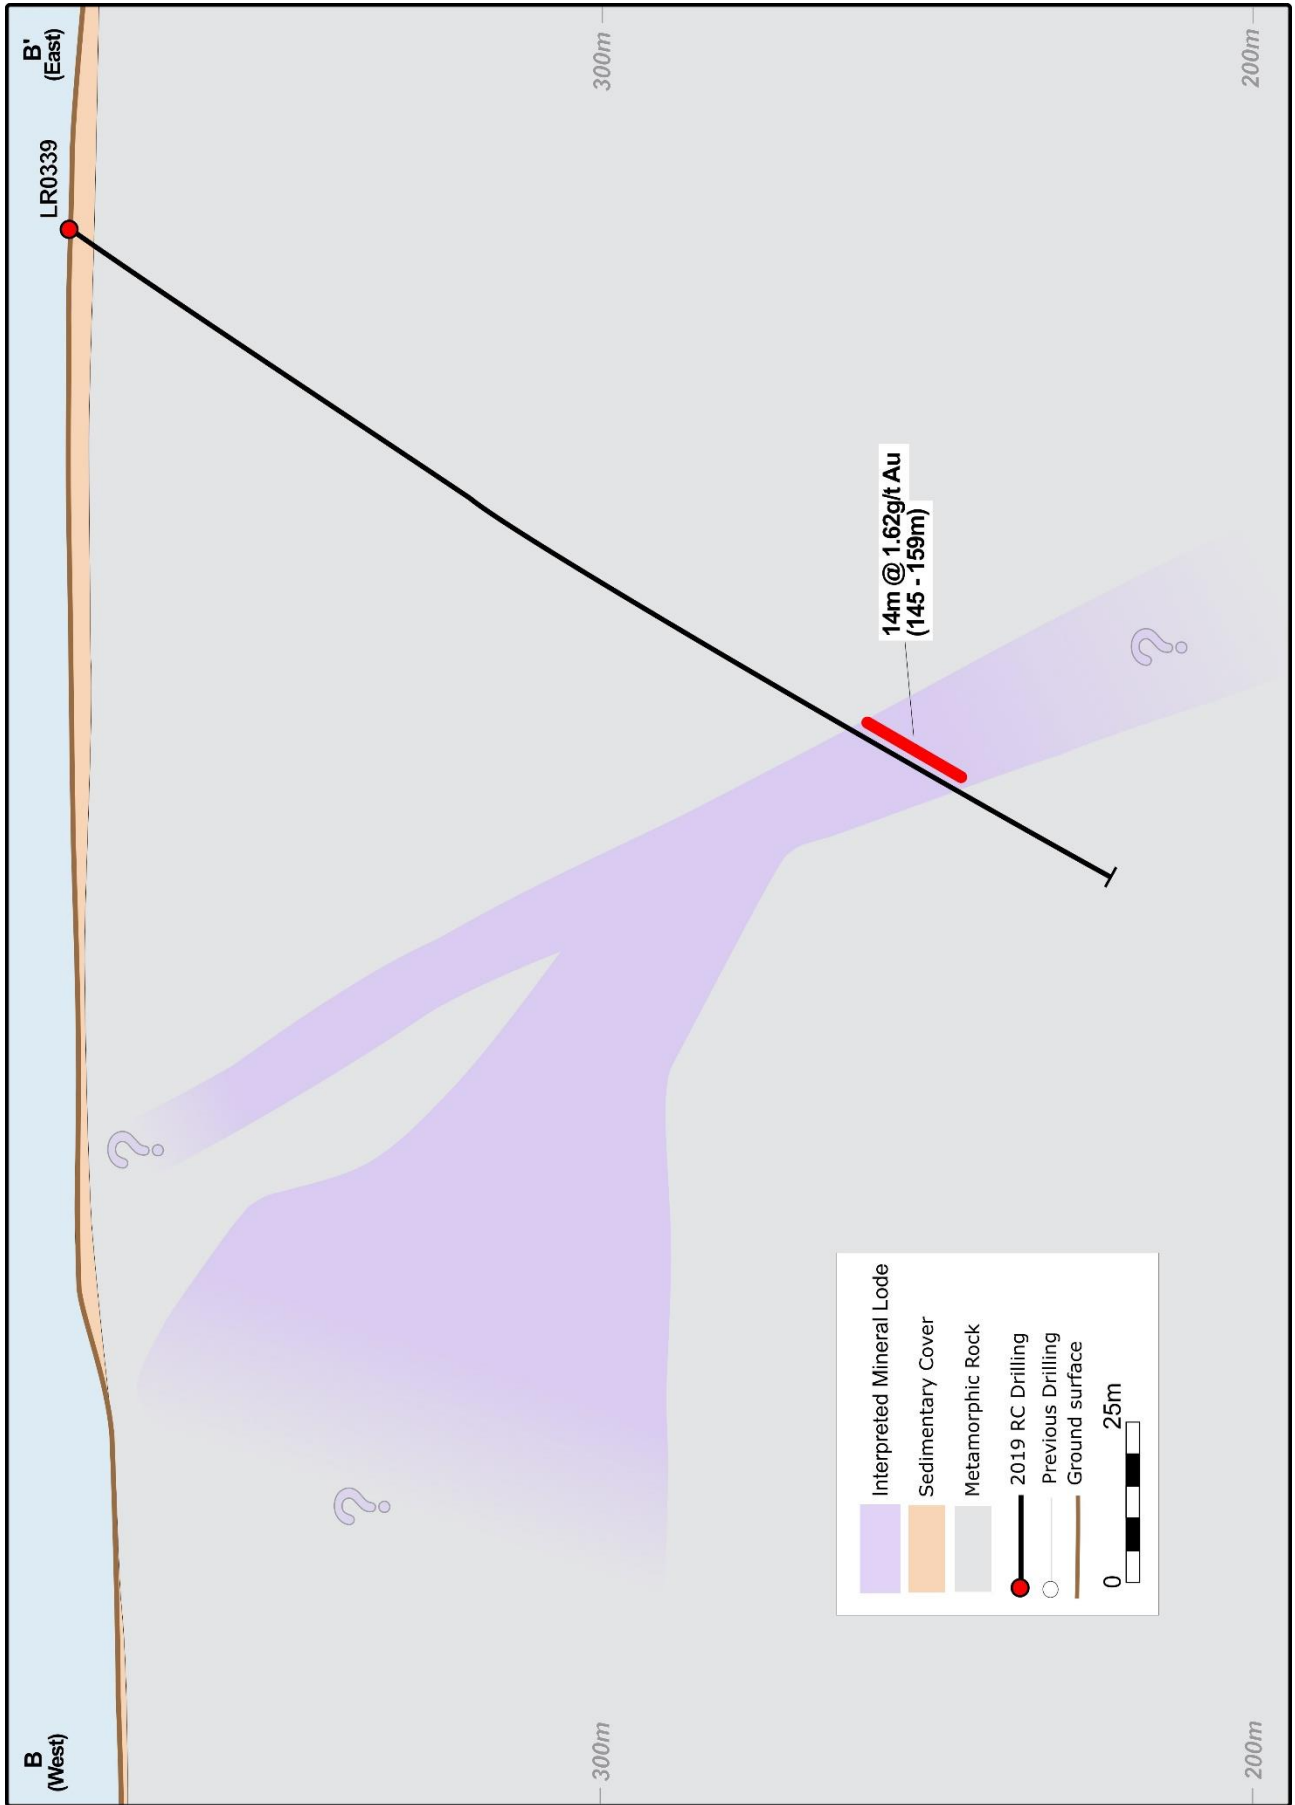 B
(West)
B'
(East)
LR0339
300m
300m
14m @ 1.62g/t Au
(145 - 159m)
?
?
?
200m
200m
Interpreted Mineral Lode
Sedimentary Cover
Metamorphic Rock
2019 RC Drilling
Previous Drilling
Ground surface
0
25m